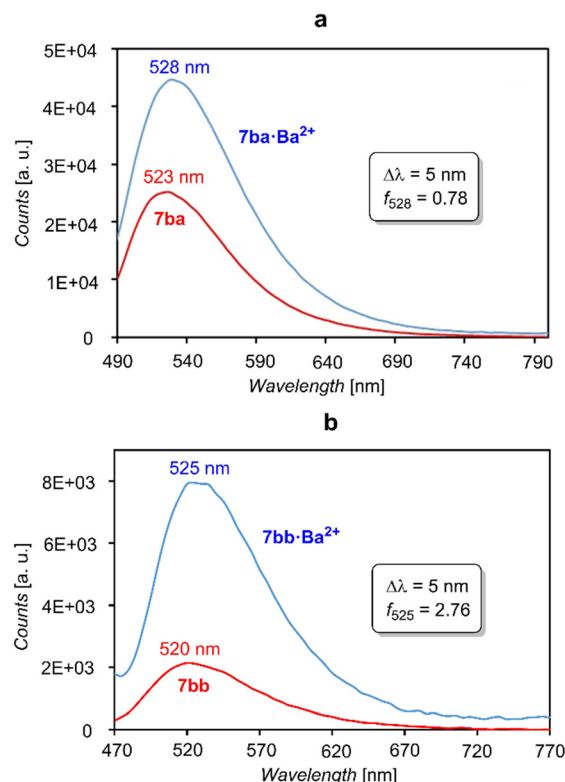 a
5E+04
4E+04
3E+04
2E+04
1E+04
0
Counts [a. u.]
528 nm
7ba·Ba²⁺
523 nm
7ba
Δλ = 5 nm
f₅₂₈ = 0.78
490 540 590 640 690 740 790
Wavelength [nm]
b
8E+03
6E+03
4E+03
2E+03
0
Counts [a. u.]
525 nm
7bb·Ba²⁺
520 nm
7bb
Δλ = 5 nm
f₅₂₅ = 2.76
470 520 570 620 670 720 770
Wavelength [nm]